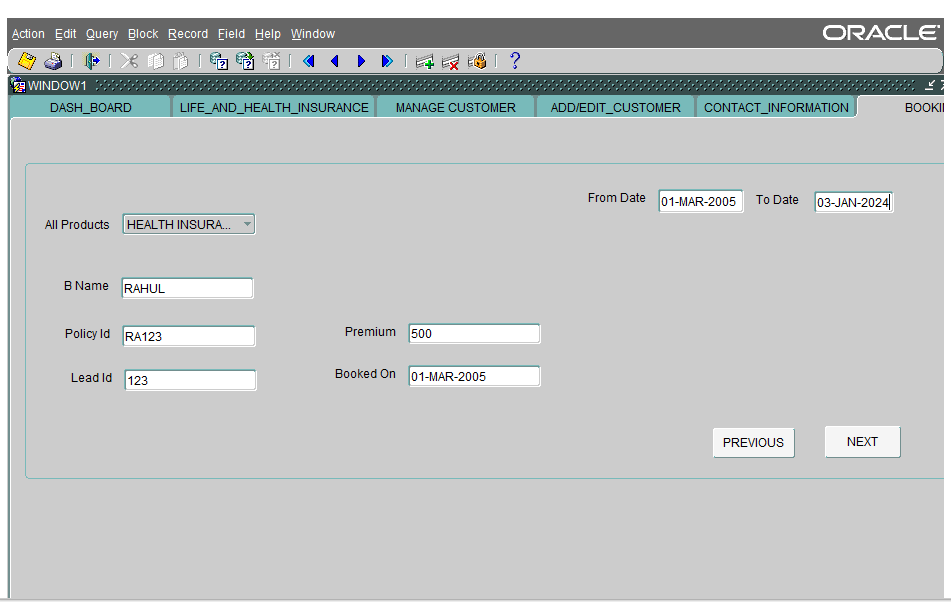 Action Edit Query Block Record Field Help Window
ORACLE
WINDOW1
DASH_BOARD LIFE_AND_HEALTH_INSURANCE MANAGE CUSTOMER ADD/EDIT_CUSTOMER CONTACT_INFORMATION BOOKI
From Date 01-MAR-2005 To Date 03-JAN-2024
All Products HEALTH INSURA...
B Name RAHUL
Policy Id RA123 Premium 500
Lead Id 123 Booked On 01-MAR-2005
PREVIOUS NEXT